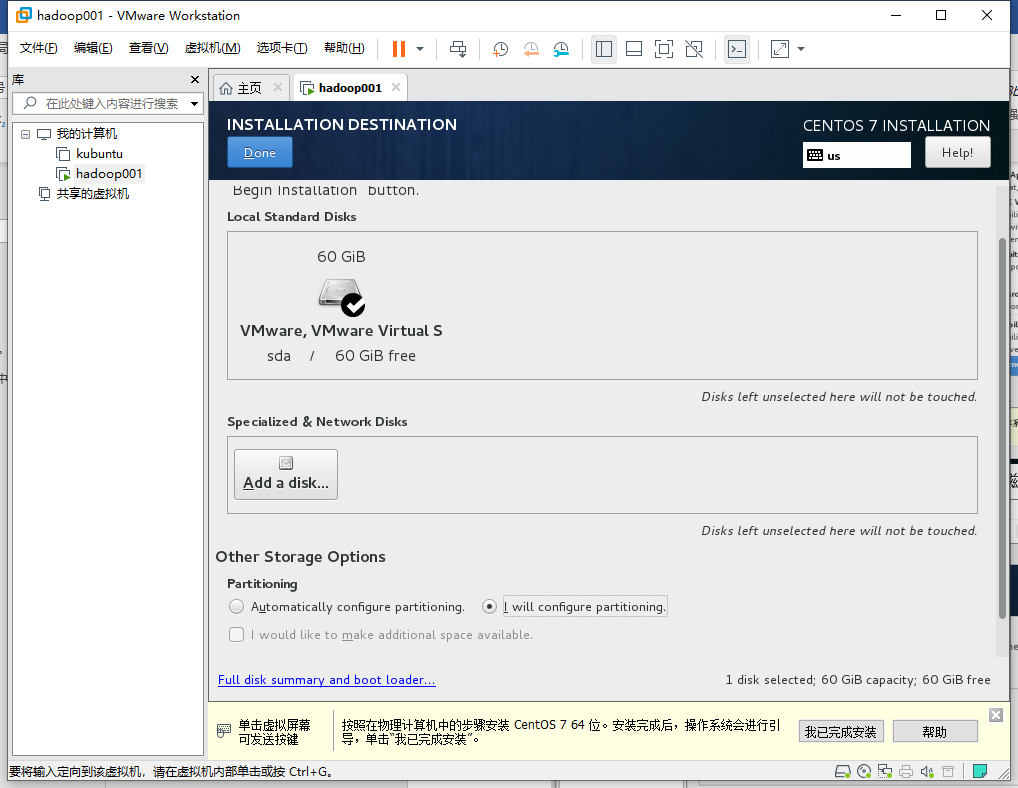 hadoop001 - VMware Workstation
文件(F) 编辑(E) 查看(V) 虚拟机(M) 选项卡(T) 帮助(H)
库
在此处键入内容进行搜索
我的计算机
kubuntu
hadoop001
共享的虚拟机
主页 hadoop001
INSTALLATION DESTINATION
Done
CENTOS 7 INSTALLATION
us
Help!
Begin Installation button.
Local Standard Disks
60 GiB
VMware, VMware Virtual S
sda / 60 GiB free
Disks left unselected here will not be touched.
Specialized & Network Disks
Add a disk...
Disks left unselected here will not be touched.
Other Storage Options
Partitioning
Automatically configure partitioning. I will configure partitioning.
I would like to make additional space available.
Full disk summary and boot loader...
1 disk selected; 60 GiB capacity; 60 GiB free
单击虚拟屏幕
可发送按键
按照在物理计算机中的步骤安装 CentOS 7 64 位。安装完成后，操作系统会进行引
导，单击“我已完成安装”。
我已完成安装
帮助
要将输入定向到该虚拟机，请在虚拟机内部单击或按 Ctrl+G。